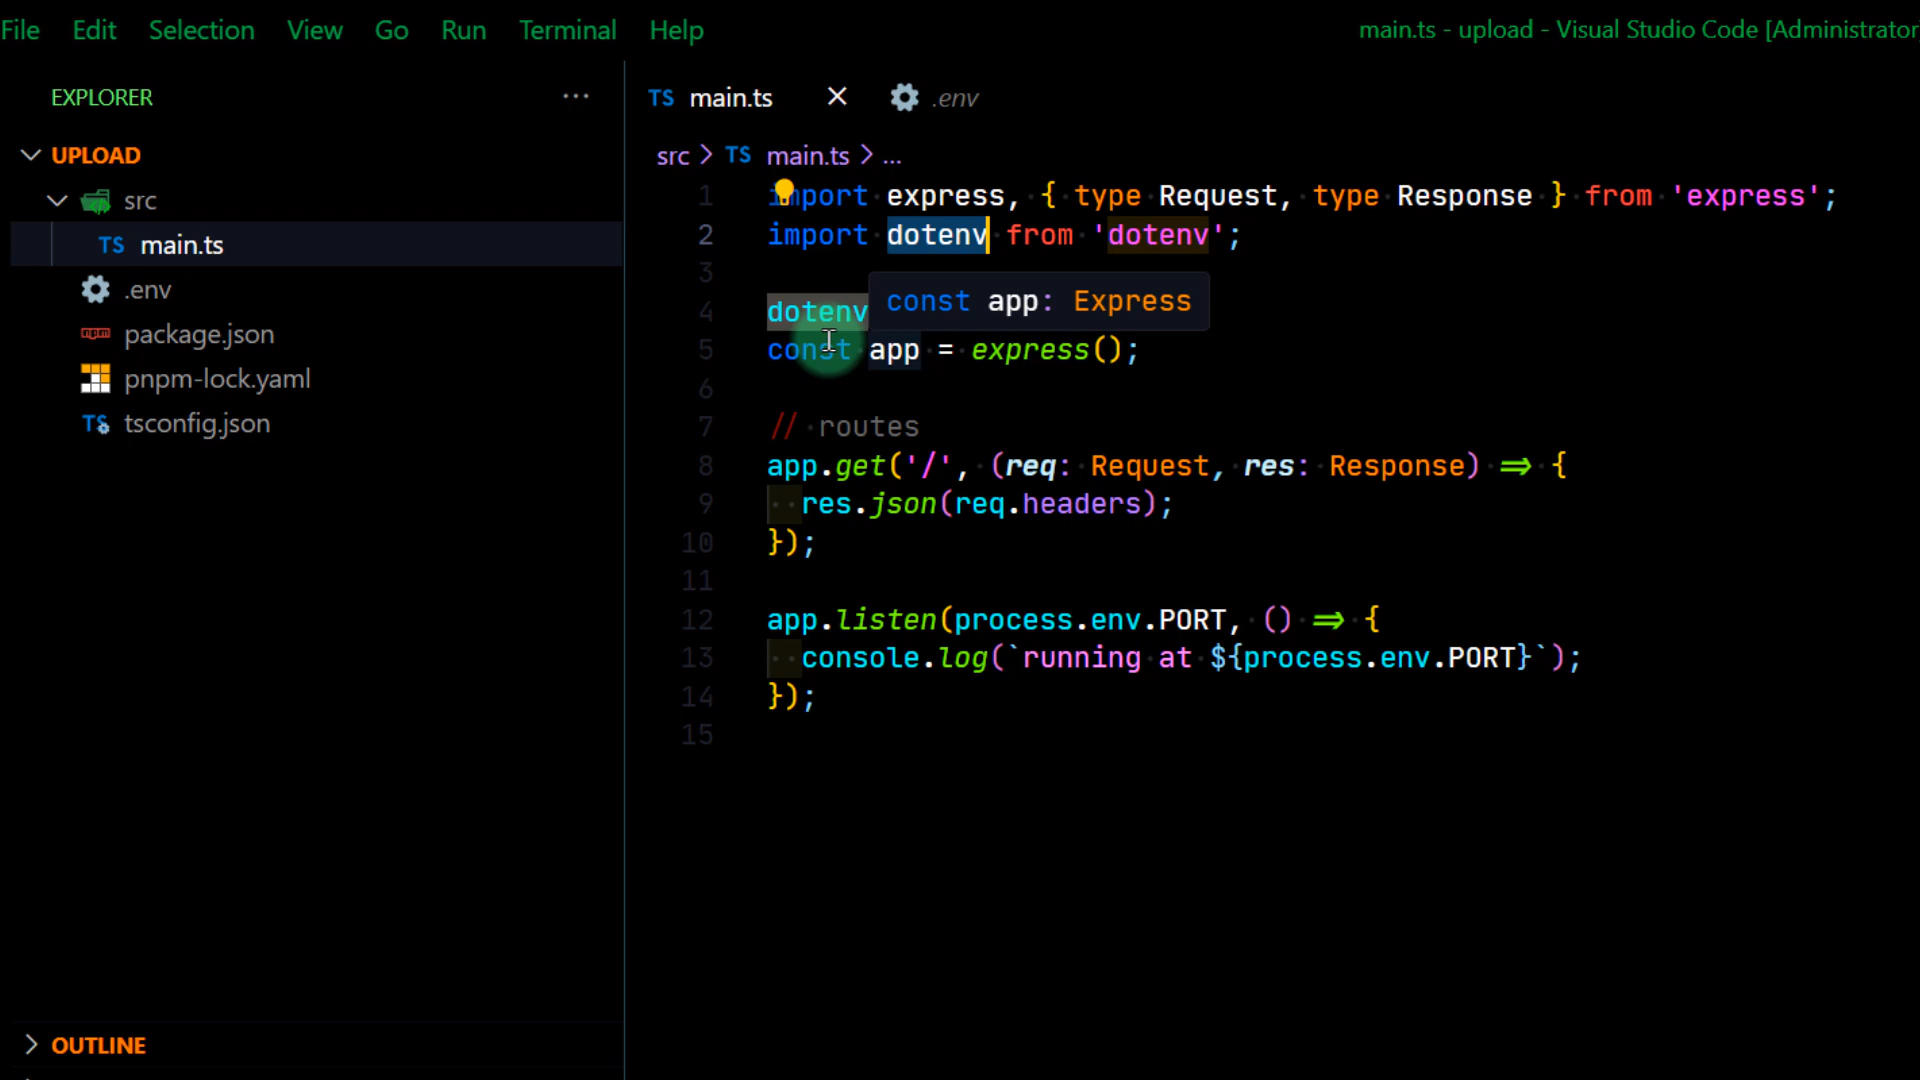 File Edit Selection View Go Run Terminal Help main.ts - upload - Visual Studio Code [Administrator
EXPLORER ...
UPLOAD
src
TS main.ts
.env
npm package.json
pnpm-lock.yaml
TS tsconfig.json
OUTLINE
TS main.ts .env
src > TS main.ts > ...
1 import express, { type Request, type Response } from 'express';
2 import dotenv from 'dotenv';
3
const app: Express
4 dotenv
5 const app = express();
6
7 // routes
8 app.get('/', (req: Request, res: Response) => {
9 res.json(req.headers);
10 });
11
12 app.listen(process.env.PORT, () => {
13 console.log(`running at ${process.env.PORT}`);
14 });
15